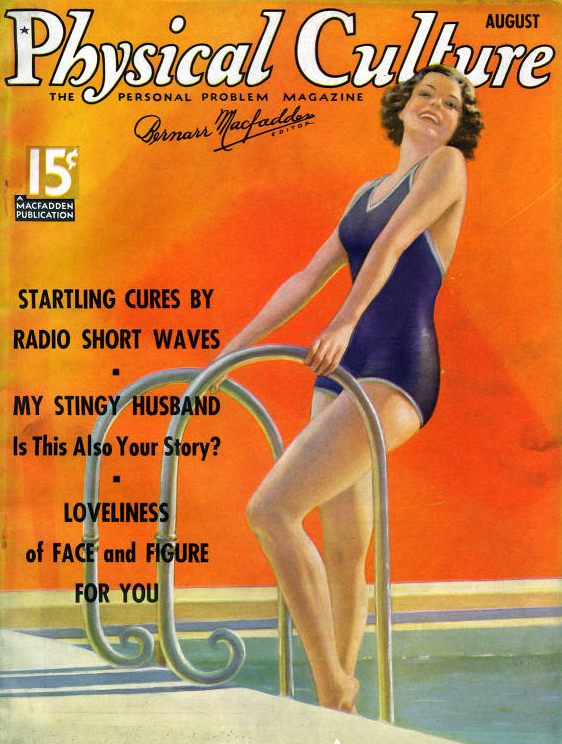 AUGUST
Physical Culture
THE PERSONAL PROBLEM MAGAZINE
Bernarr Macfadden
EDITOR
15¢
A
MACFADDEN
PUBLICATION
STARTLING CURES BY
RADIO SHORT WAVES
MY STINGY HUSBAND
Is This Also Your Story?
LOVELINESS
of FACE and FIGURE
FOR YOU